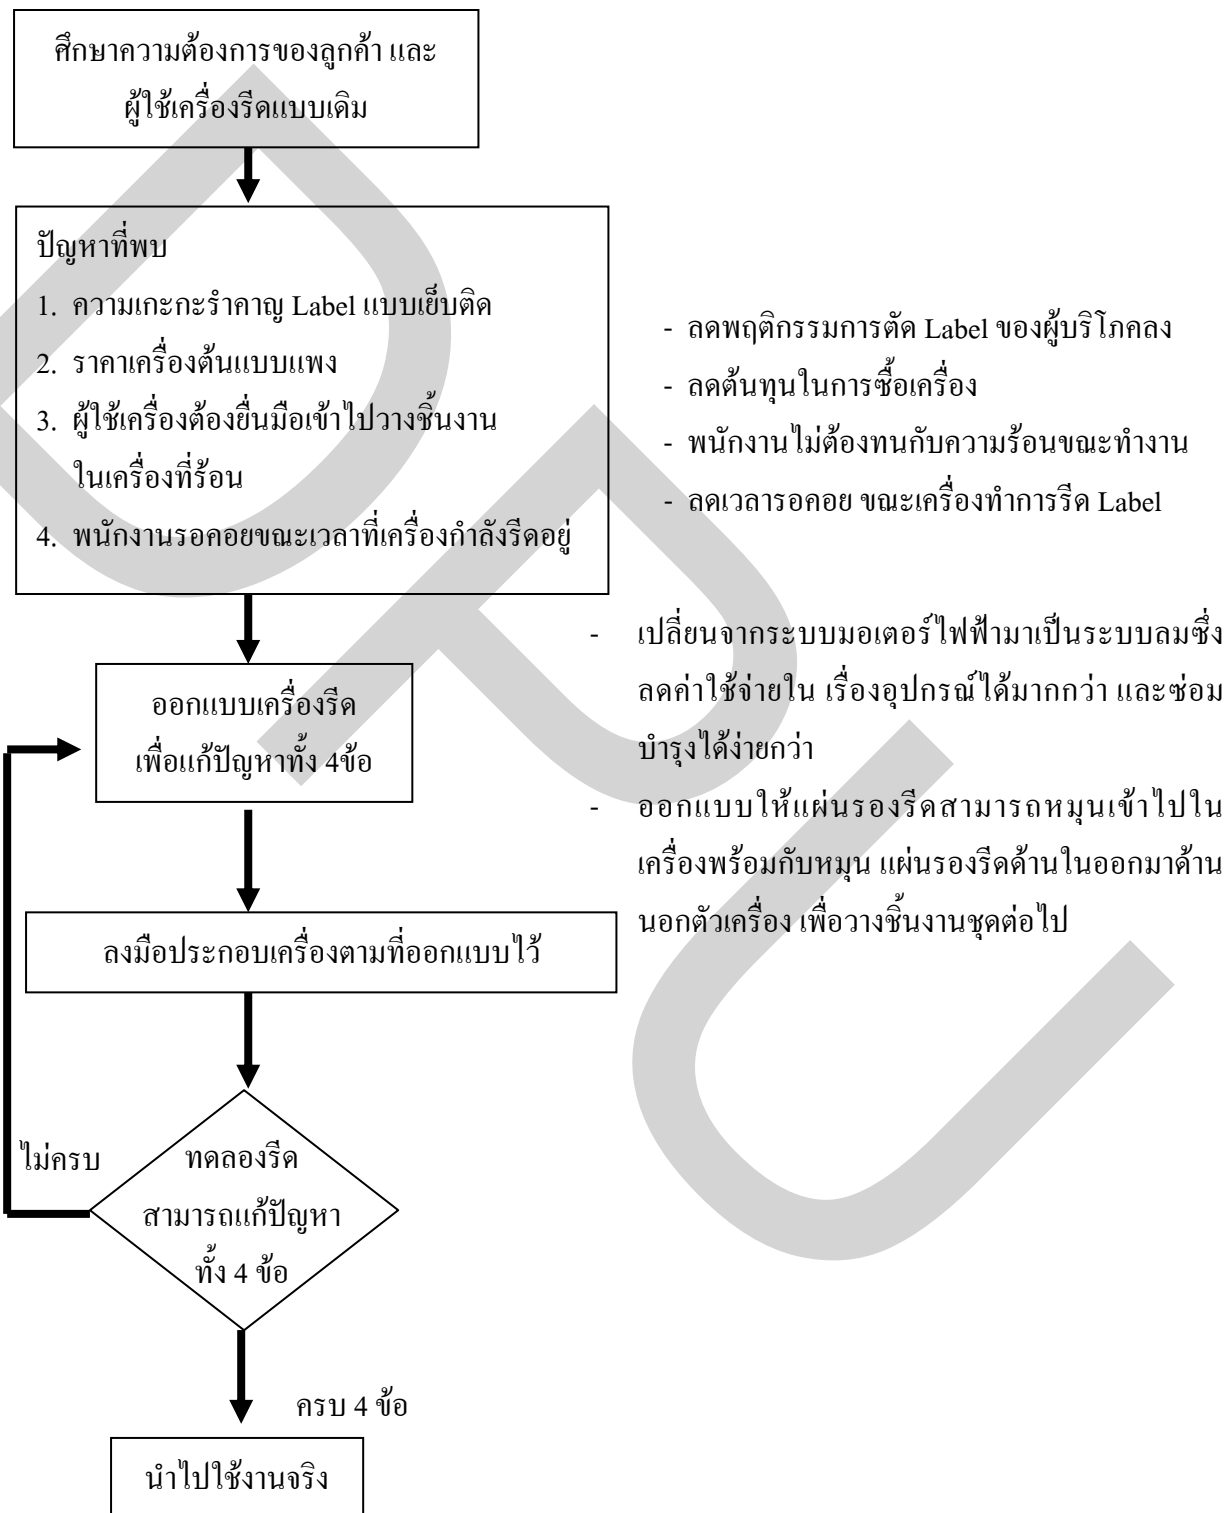 ศึกษาความต้องการของลูกค้า และ
ผู้ใช้เครื่องรีดแบบเดิม
ปัญหาที่พบ
1. ความเกะกะรำคาญ Label แบบเย็บติด
2. ราคาเครื่องต้นแบบแพง
3. ผู้ใช้เครื่องต้องยื่นมือเข้าไปวางชิ้นงาน
ในเครื่องที่ร้อน
4. พนักงานรอคอยขณะเวลาที่เครื่องกำลังรีดอยู่
- ลดพฤติกรรมการตัด Label ของผู้บริโภคลง
- ลดต้นทุนในการซื้อเครื่อง
- พนักงานไม่ต้องทนกับความร้อนขณะทำงาน
- ลดเวลารอคอย ขณะเครื่องทำการรีด Label
ออกแบบเครื่องรีด
เพื่อแก้ปัญหาทั้ง 4ข้อ
- เปลี่ยนจากระบบมอเตอร์ไฟฟ้ามาเป็นระบบลมซึ่ง
ลดค่าใช้จ่ายใน เรื่องอุปกรณ์ได้มากกว่า และซ่อม
บำรุงได้ง่ายกว่า
- ออกแบบให้แผ่นรองรีดสามารถหมุนเข้าไปใน
เครื่องพร้อมกับหมุน แผ่นรองรีดด้านในออกมาด้าน
นอกตัวเครื่อง เพื่อวางชิ้นงานชุดต่อไป
ลงมือประกอบเครื่องตามที่ออกแบบไว้
ไม่ครบ
ทดลองรีด
สามารถแก้ปัญหา
ทั้ง 4 ข้อ
ครบ 4 ข้อ
นำไปใช้งานจริง
DPU